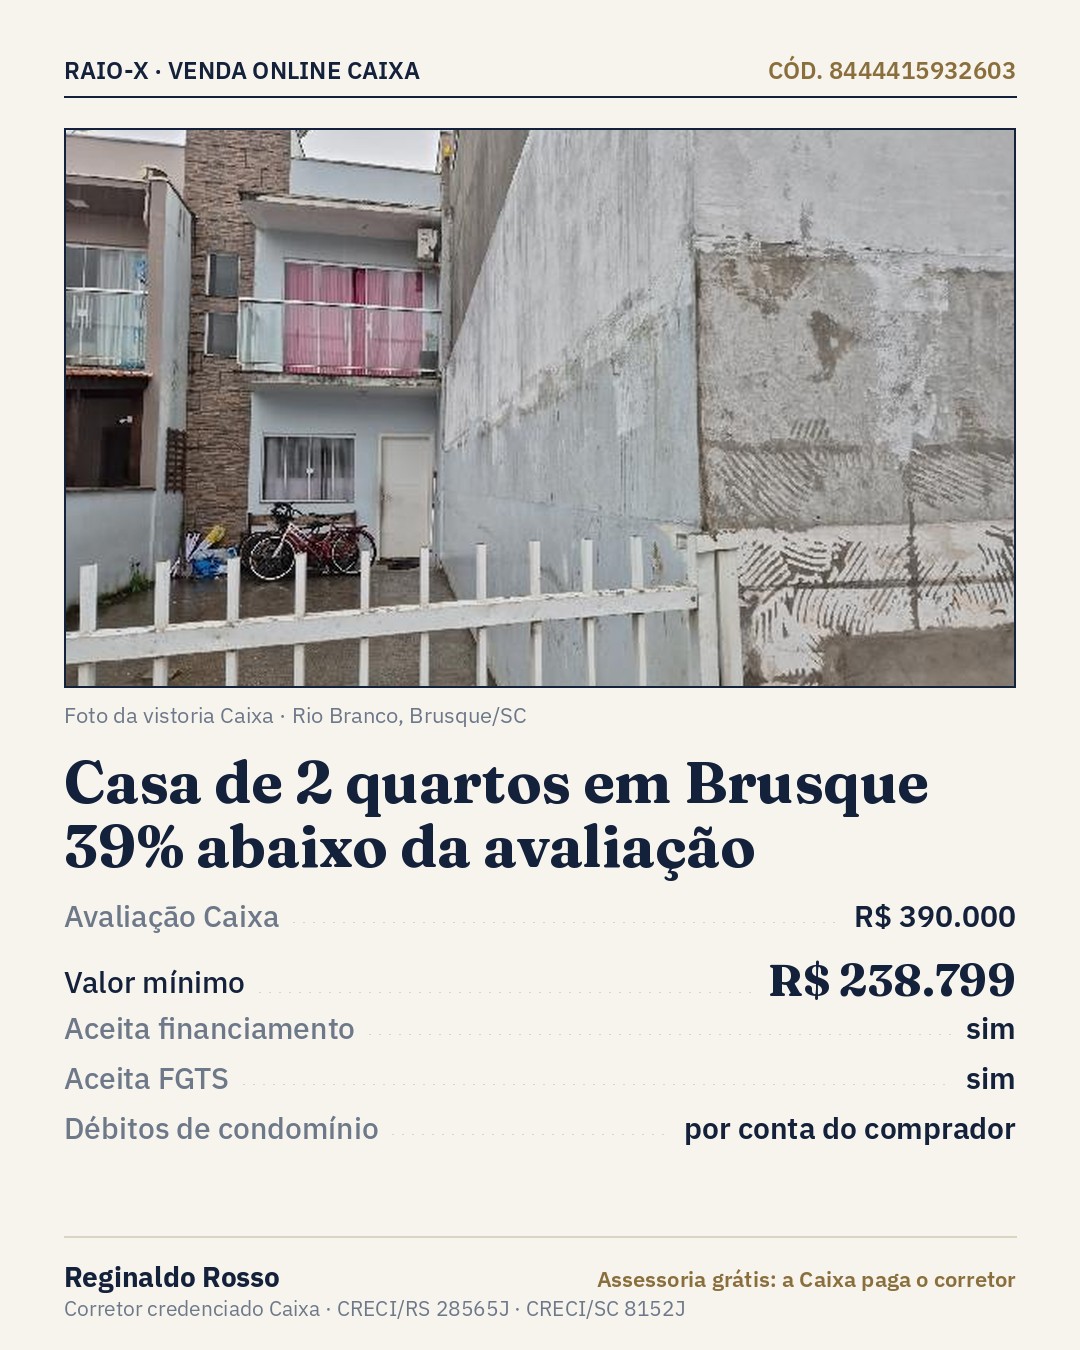 RAIO-X · VENDA ONLINE CAIXA
CÓD. 8444415932603
Foto da vistoria Caixa · Rio Branco, Brusque/SC
Casa de 2 quartos em Brusque
39% abaixo da avaliação
Avaliação Caixa R$ 390.000
Valor mínimo R$ 238.799
Aceita financiamento sim
Aceita FGTS sim
Débitos de condomínio por conta do comprador
Reginaldo Rosso
Assessoria grátis: a Caixa paga o corretor
Corretor credenciado Caixa · CRECI/RS 28565J · CRECI/SC 8152J